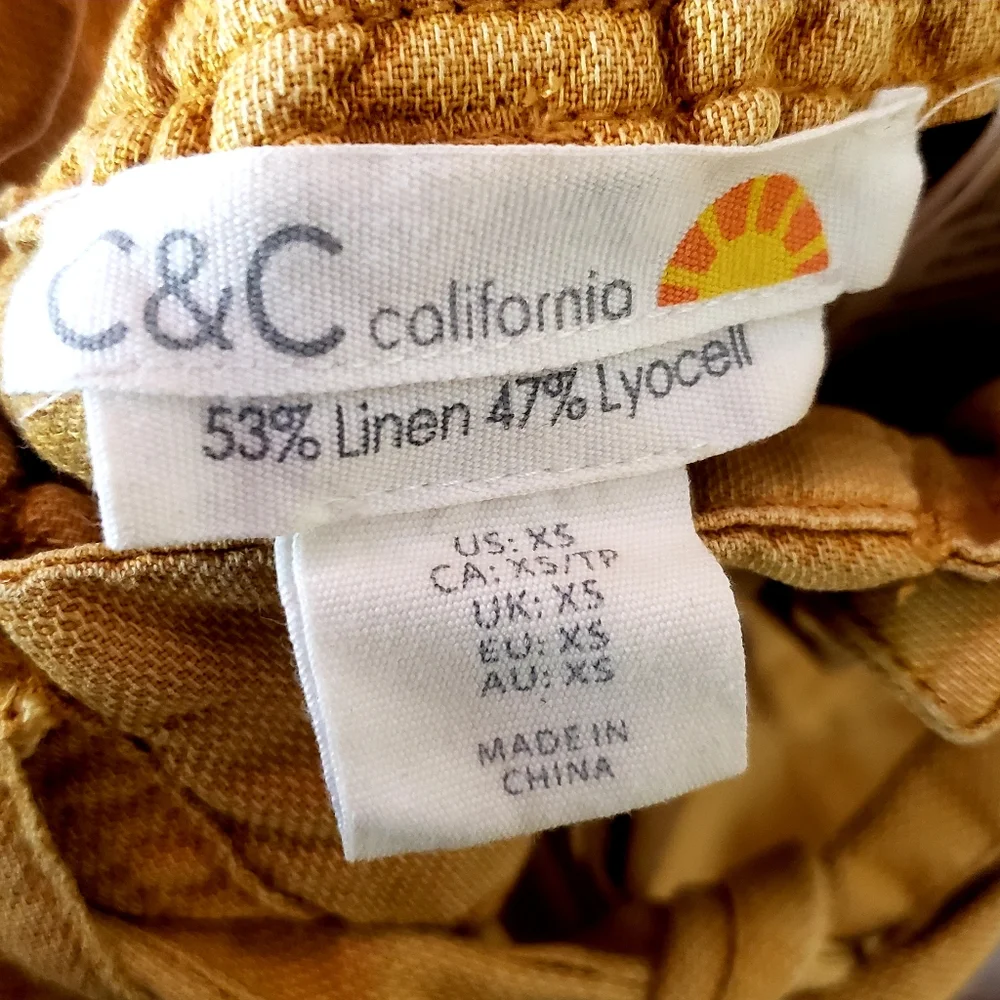 C&C california
53% Linen 47% Lyocell
US: XS
CA: XS/TP
UK: XS
EU: XS
AU: XS
MADE IN
CHINA